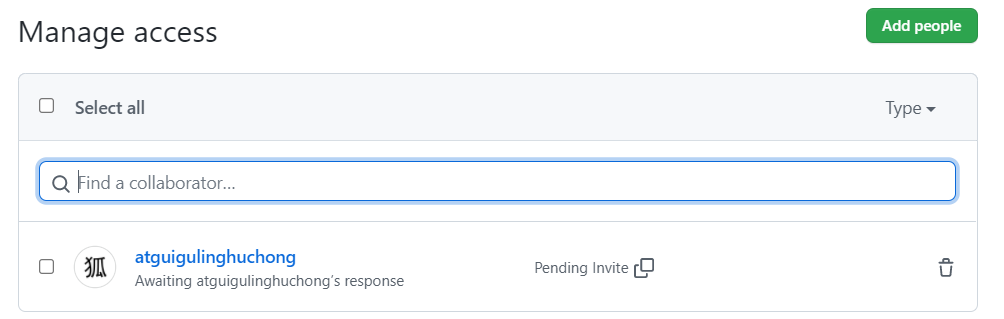 Manage access
Add people
Select all
Type
Find a collaborator...
狐
atguigulinghuchong
Pending Invite
Awaiting atguigulinghuchong's response